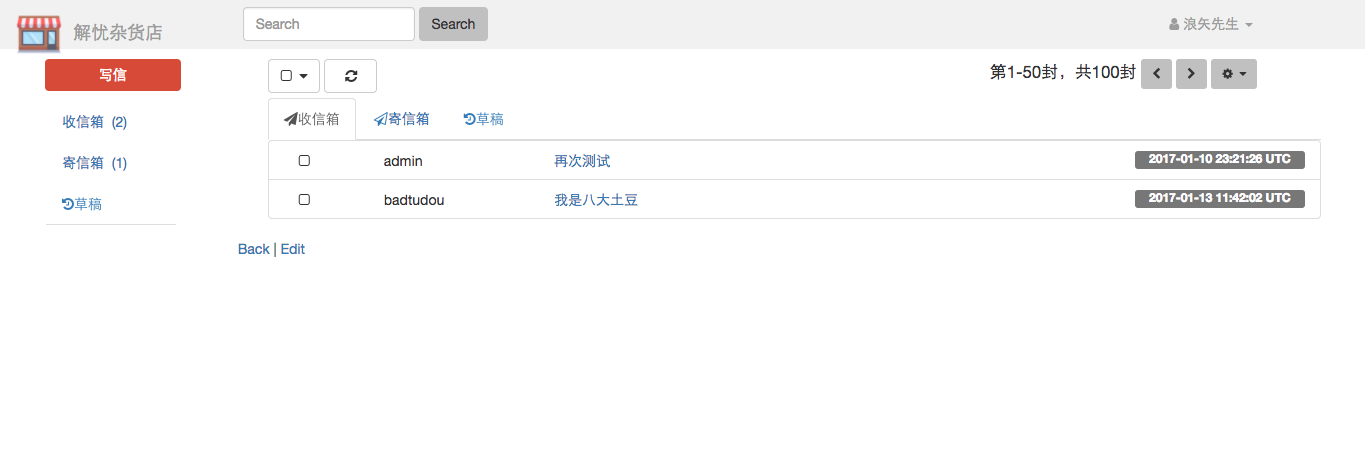 解忧杂货店 Search Search 浪矢先生
写信 第1-50封，共100封
收信箱 (2) 收信箱 寄信箱 草稿
寄信箱 (1) admin 再次测试 2017-01-10 23:21:26 UTC
草稿 badtudou 我是八大土豆 2017-01-13 11:42:02 UTC
Back | Edit